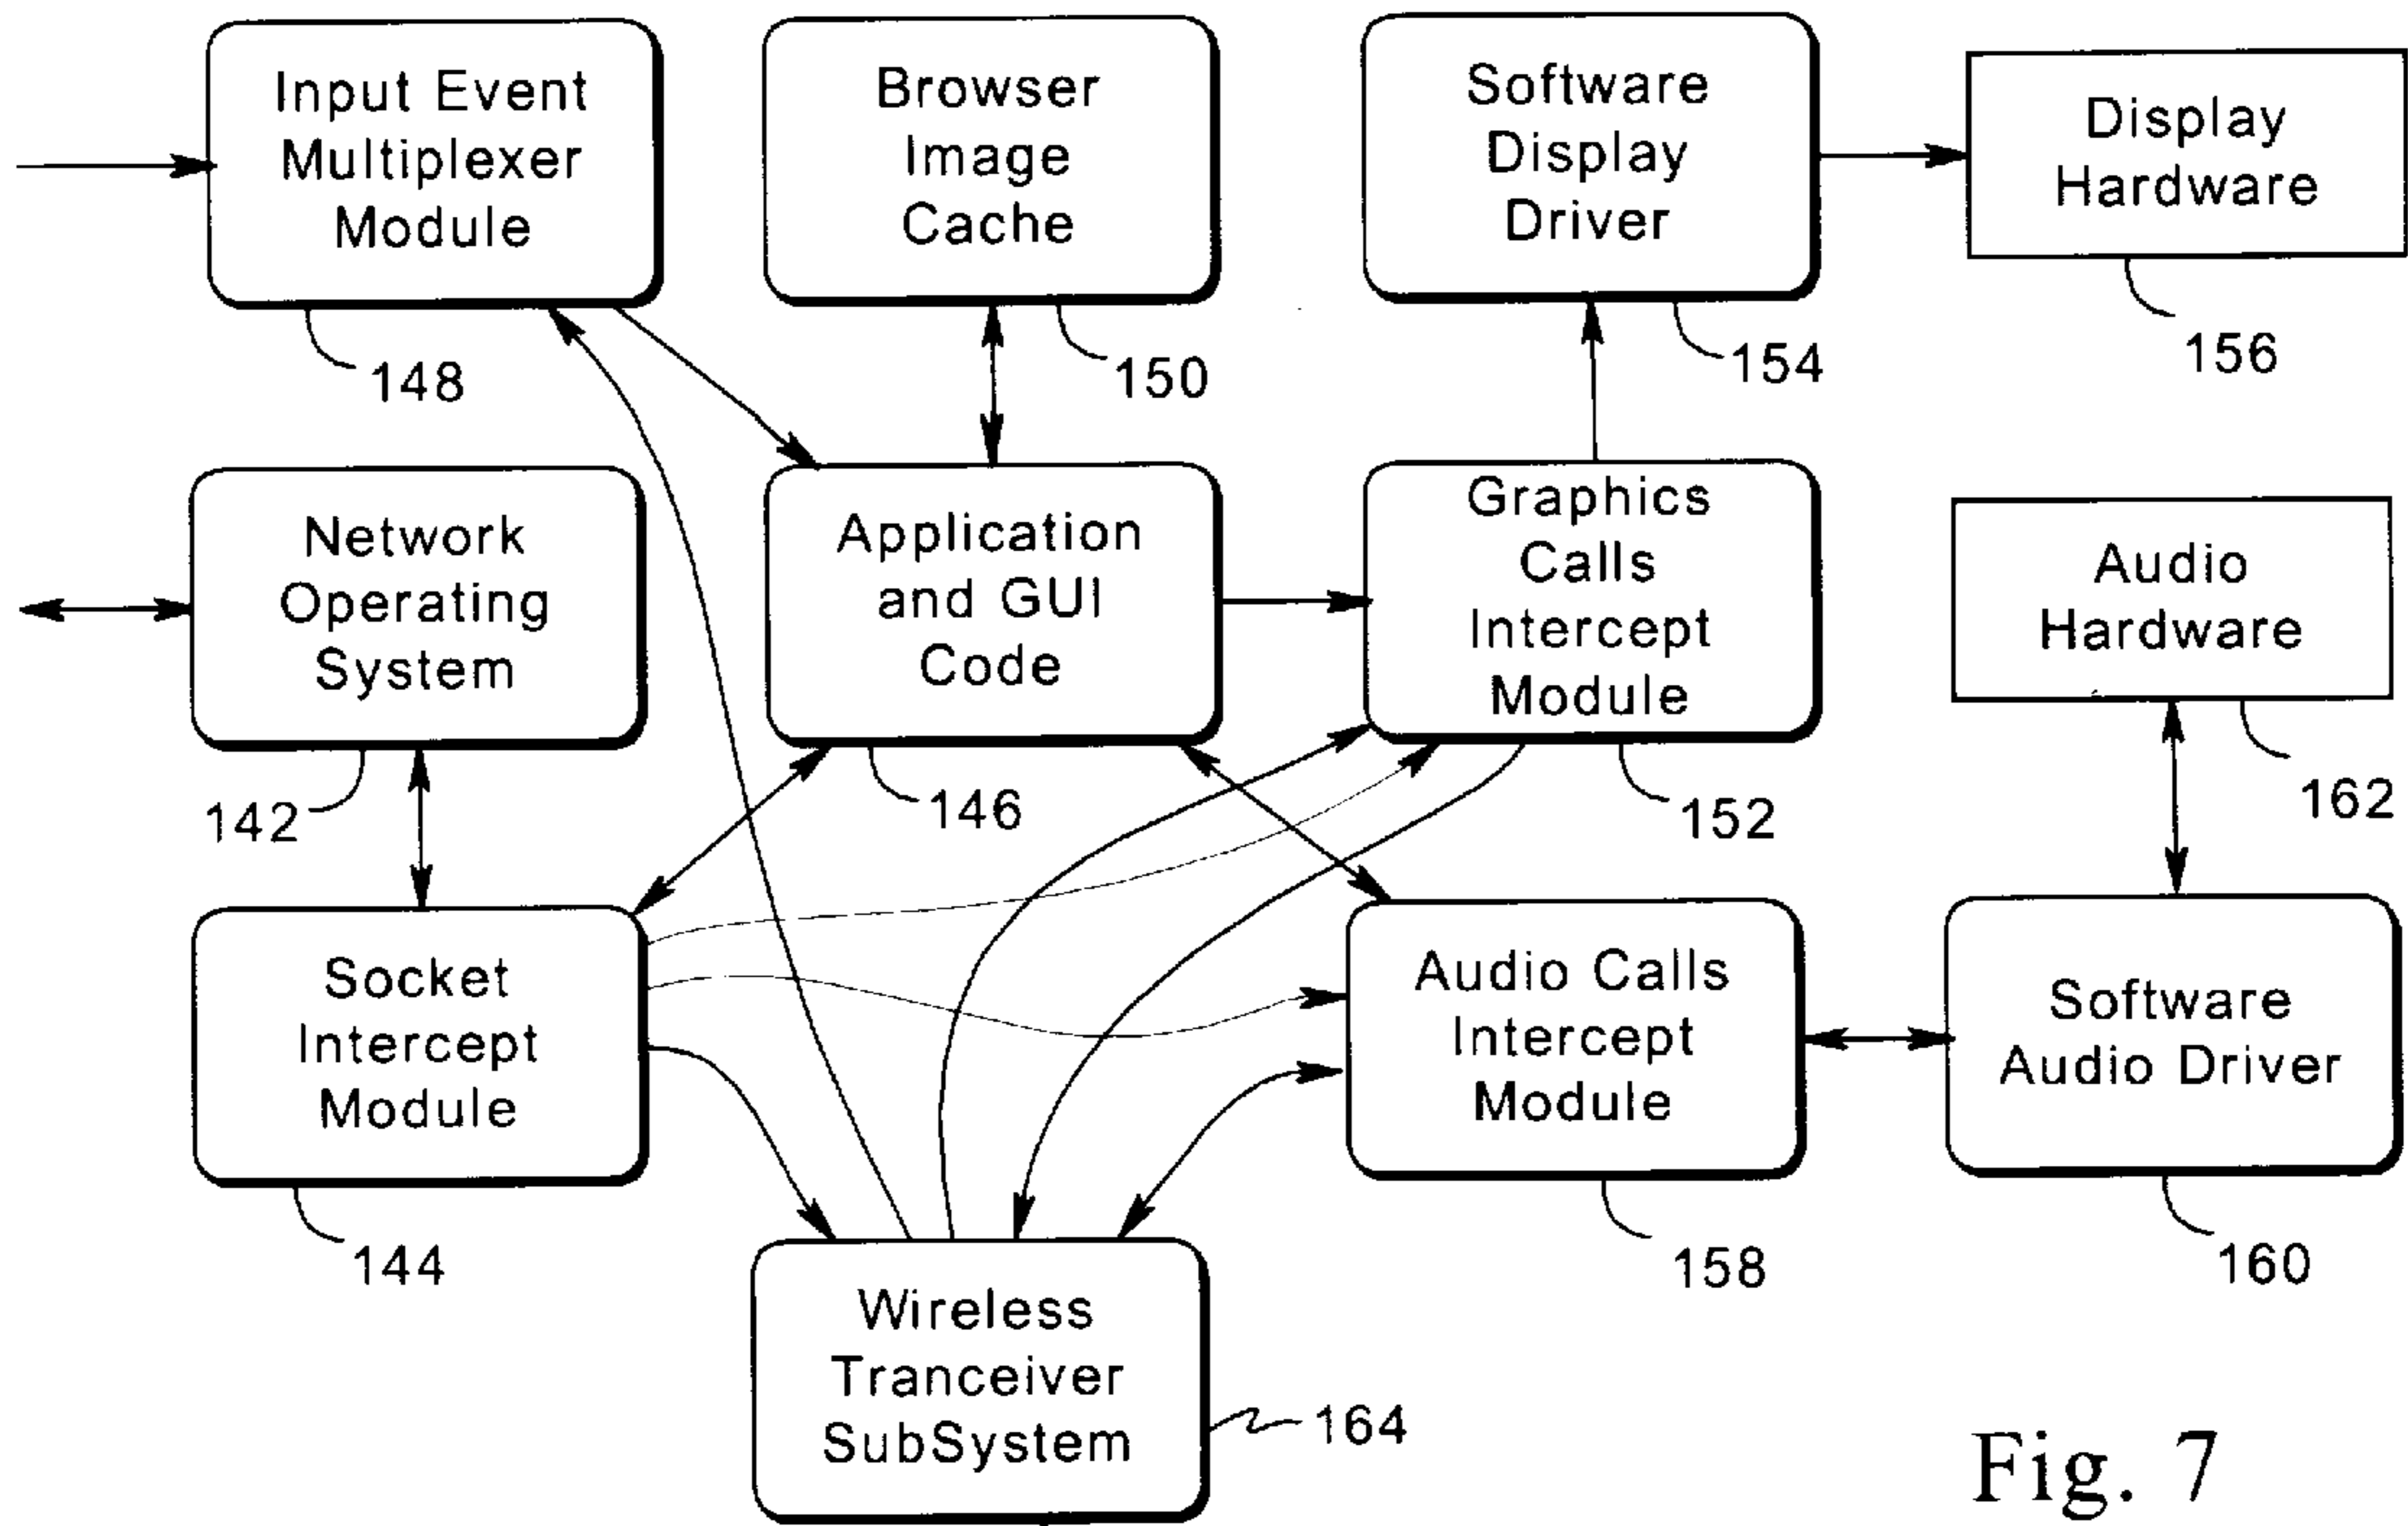 Input Event
Multiplexer
Module
148
Browser
Image
Cache
150
Software
Display
Driver
154
Display
Hardware
156
Network
Operating
System
142
Application
and GUI
Code
146
Graphics
Calls
Intercept
Module
152
Audio
Hardware
162
Socket
Intercept
Module
144
Audio Calls
Intercept
Module
158
Software
Audio Driver
160
Wireless
Tranceiver
SubSystem
164
Fig. 7